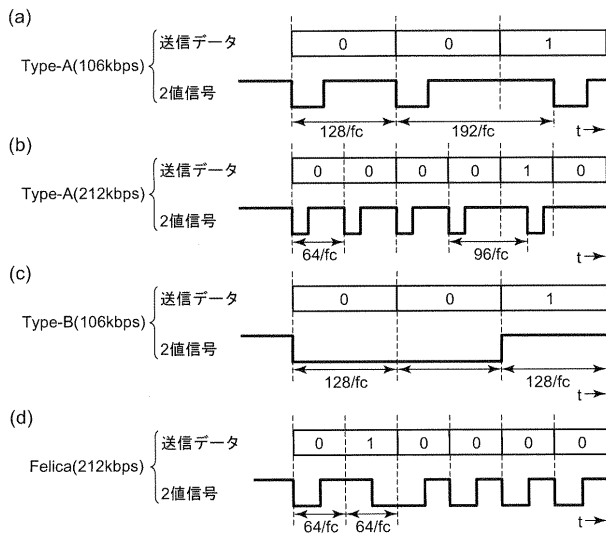 (a)
Type-A(106kbps)
送信データ
0 0 1
2値信号
128/fc
192/fc
t→
(b)
Type-A(212kbps)
送信データ
0 0 0 0 1 0
2値信号
64/fc
96/fc
t→
(c)
Type-B(106kbps)
送信データ
0 0 1
2値信号
128/fc
128/fc
t→
(d)
Felica(212kbps)
送信データ
0 1 0 0 0 0
2値信号
64/fc
64/fc
t→